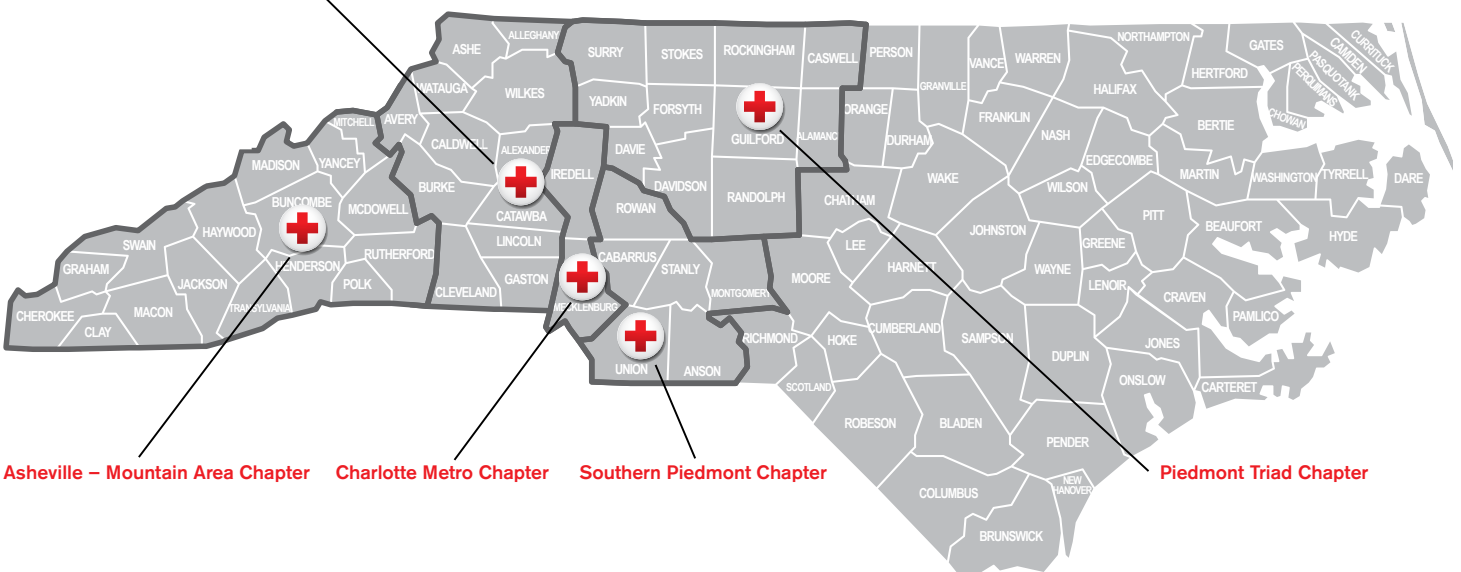 ASHE
ALLEGHANY
SURRY
STOKES
ROCKINGHAM
CASWELL
PERSON
GRANVILLE
VANCE
WARREN
NORTHAMPTON
GATES
CURRITUCK
CAMDEN
PASQUOTANK
PERQUIMANS
CHOWAN
HERTFORD
HALIFAX
WATAUGA
WILKES
YADKIN
FORSYTH
GUILFORD
ALAMANC
ORANGE
DURHAM
FRANKLIN
NASH
EDGECOMBE
BERTIE
MITCHELL
AVERY
CALDWELL
ALEXANDER
IREDELL
DAVIE
DAVIDSON
RANDOLPH
CHATHAM
WAKE
WILSON
MARTIN
WASHINGTON
TYRRELL
DARE
MADISON
YANCEY
BURKE
CATAWBA
ROWAN
BUNCOMBE
MCDOWELL
HAYWOOD
SWAIN
GRAHAM
JACKSON
HENDERSON
RUTHERFORD
POLK
LINCOLN
GASTON
CLEVELAND
CABARRUS
STANLY
MONTGOMERY
MOORE
LEE
HARNETT
JOHNSTON
WAYNE
GREENE
PITT
BEAUFORT
HYDE
LENOIR
CRAVEN
PAMLICO
CHEROKEE
CLAY
MACON
TRANSYLVANIA
MECKLENBURG
UNION
ANSON
RICHMOND
HOKE
CUMBERLAND
SAMPSON
DUPLIN
JONES
ONSLOW
CARTERET
SCOTLAND
ROBESON
BLADEN
PENDER
NEW
HANOVER
COLUMBUS
BRUNSWICK
Asheville – Mountain Area Chapter
Charlotte Metro Chapter
Southern Piedmont Chapter
Piedmont Triad Chapter